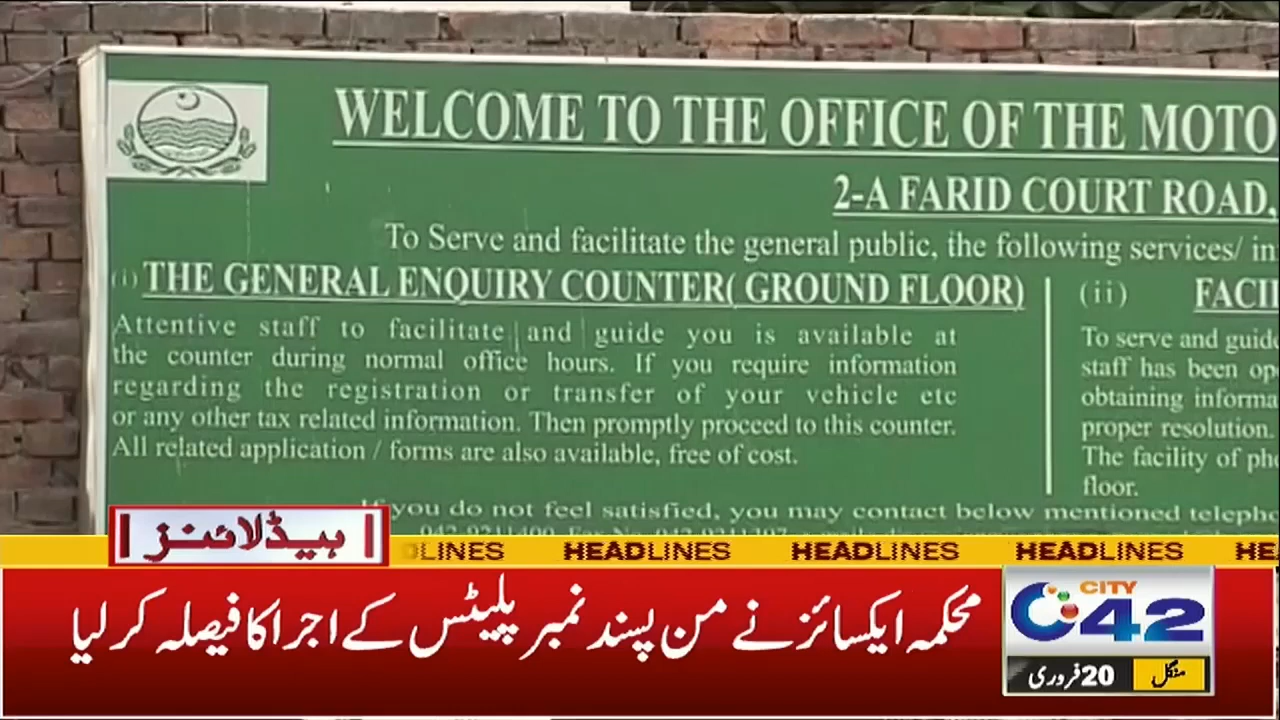 WELCOME TO THE OFFICE OF THE MOTO
2-A FARID COURT ROAD,
To Serve and facilitate the general public, the following services/ in
(i) THE GENERAL ENQUIRY COUNTER( GROUND FLOOR)
Attentive staff to facilitate and guide you is available at
the counter during normal office hours. If you require information
regarding the registration or transfer of your vehicle etc
or any other tax related information. Then promptly proceed to this counter.
All related application / forms are also available, free of cost.
(ii) FACI
To serve and guide
staff has been op
obtaining informa
proper resolution.
The facility of pho
floor.
If you do not feel satisfied, you may contact below mentioned telepho
ہیڈلائنز
DLINES HEADLINES HEADLINES HEADLINES HE
محکمہ ایکسائز نے من پسند نمبر پلیٹس کے اجرا کا فیصلہ کر لیا
CITY
42
منگل 20 فروری